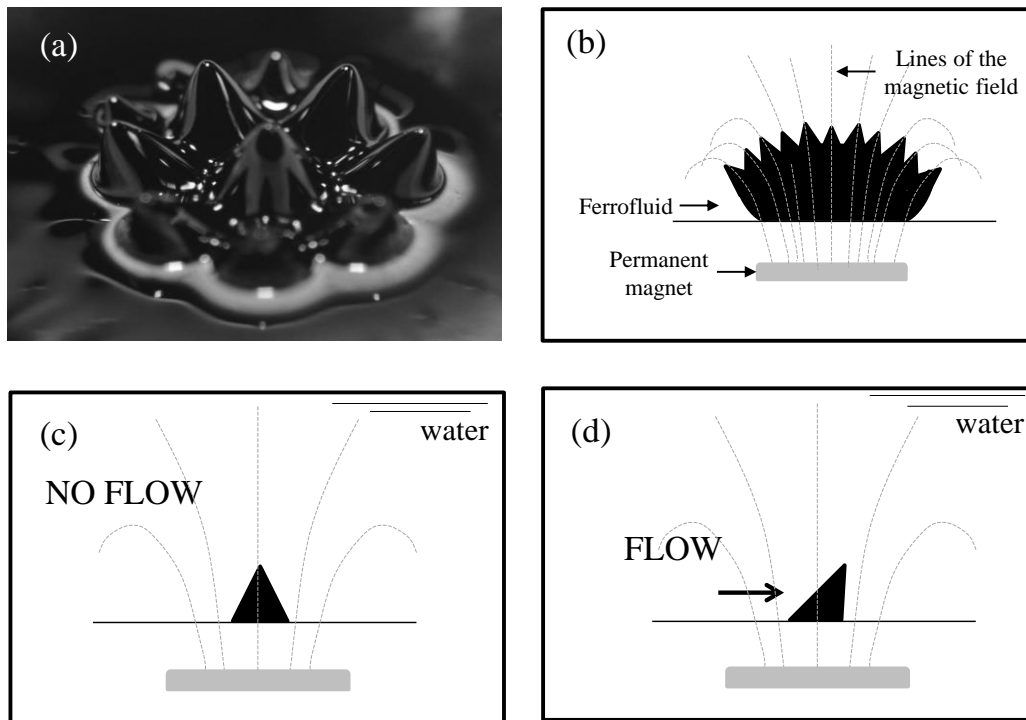 (a)
(b)
Lines of the
magnetic field
Ferrofluid
Permanent
magnet
(c)
water
NO FLOW
(d)
water
FLOW